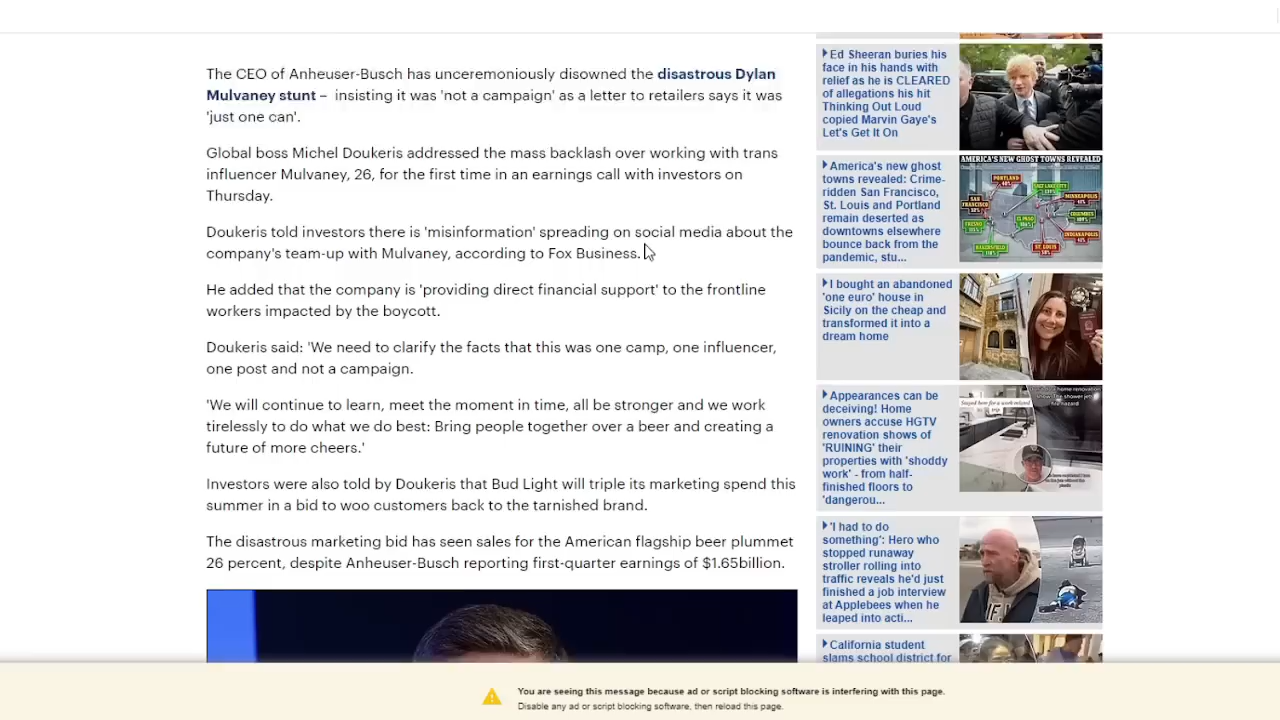 The CEO of Anheuser-Busch has unceremoniously disowned the disastrous Dylan
Mulvaney stunt – insisting it was 'not a campaign' as a letter to retailers says it was
'just one can'.
Global boss Michel Doukeris addressed the mass backlash over working with trans
influencer Mulvaney, 26, for the first time in an earnings call with investors on
Thursday.
Doukeris told investors there is 'misinformation' spreading on social media about the
company's team-up with Mulvaney, according to Fox Business.
He added that the company is 'providing direct financial support' to the frontline
workers impacted by the boycott.
Doukeris said: 'We need to clarify the facts that this was one camp, one influencer,
one post and not a campaign.
'We will continue to learn, meet the moment in time, all be stronger and we work
tirelessly to do what we do best: Bring people together over a beer and creating a
future of more cheers.'
Investors were also told by Doukeris that Bud Light will triple its marketing spend this
summer in a bid to woo customers back to the tarnished brand.
The disastrous marketing bid has seen sales for the American flagship beer plummet
26 percent, despite Anheuser-Busch reporting first-quarter earnings of $1.65billion.
Ed Sheeran buries his
face in his hands with
relief as he is CLEARED
of allegations his hit
Thinking Out Loud
copied Marvin Gaye's
Let's Get It On
America's new ghost
towns revealed: Crime-
ridden San Francisco,
St. Louis and Portland
remain deserted as
downtowns elsewhere
bounce back from the
pandemic, stu...
AMERICA'S NEW GHOST TOWNS REVEALED
PORTLAND
SALT LAKE CITY
MINNEAPOLIS
SAN
FRANCISCO
COLUMBUS
FRESNO
EL PASO
INDIANAPOLIS
BAKERSFIELD
ST. LOUIS
I bought an abandoned
'one euro' house in
Sicily on the cheap and
transformed it into a
dream home
Appearances can be
deceiving! Home
owners accuse HGTV
renovation shows of
'RUINING' their
properties with 'shoddy
work' - from half-
finished floors to
'dangerou...
'I had to do
something': Hero who
stopped runaway
stroller rolling into
traffic reveals he'd just
finished a job interview
at Applebees when he
leaped into acti...
California student
slams school district for
You are seeing this message because ad or script blocking software is interfering with this page.
Disable any ad or script blocking software, then reload this page.